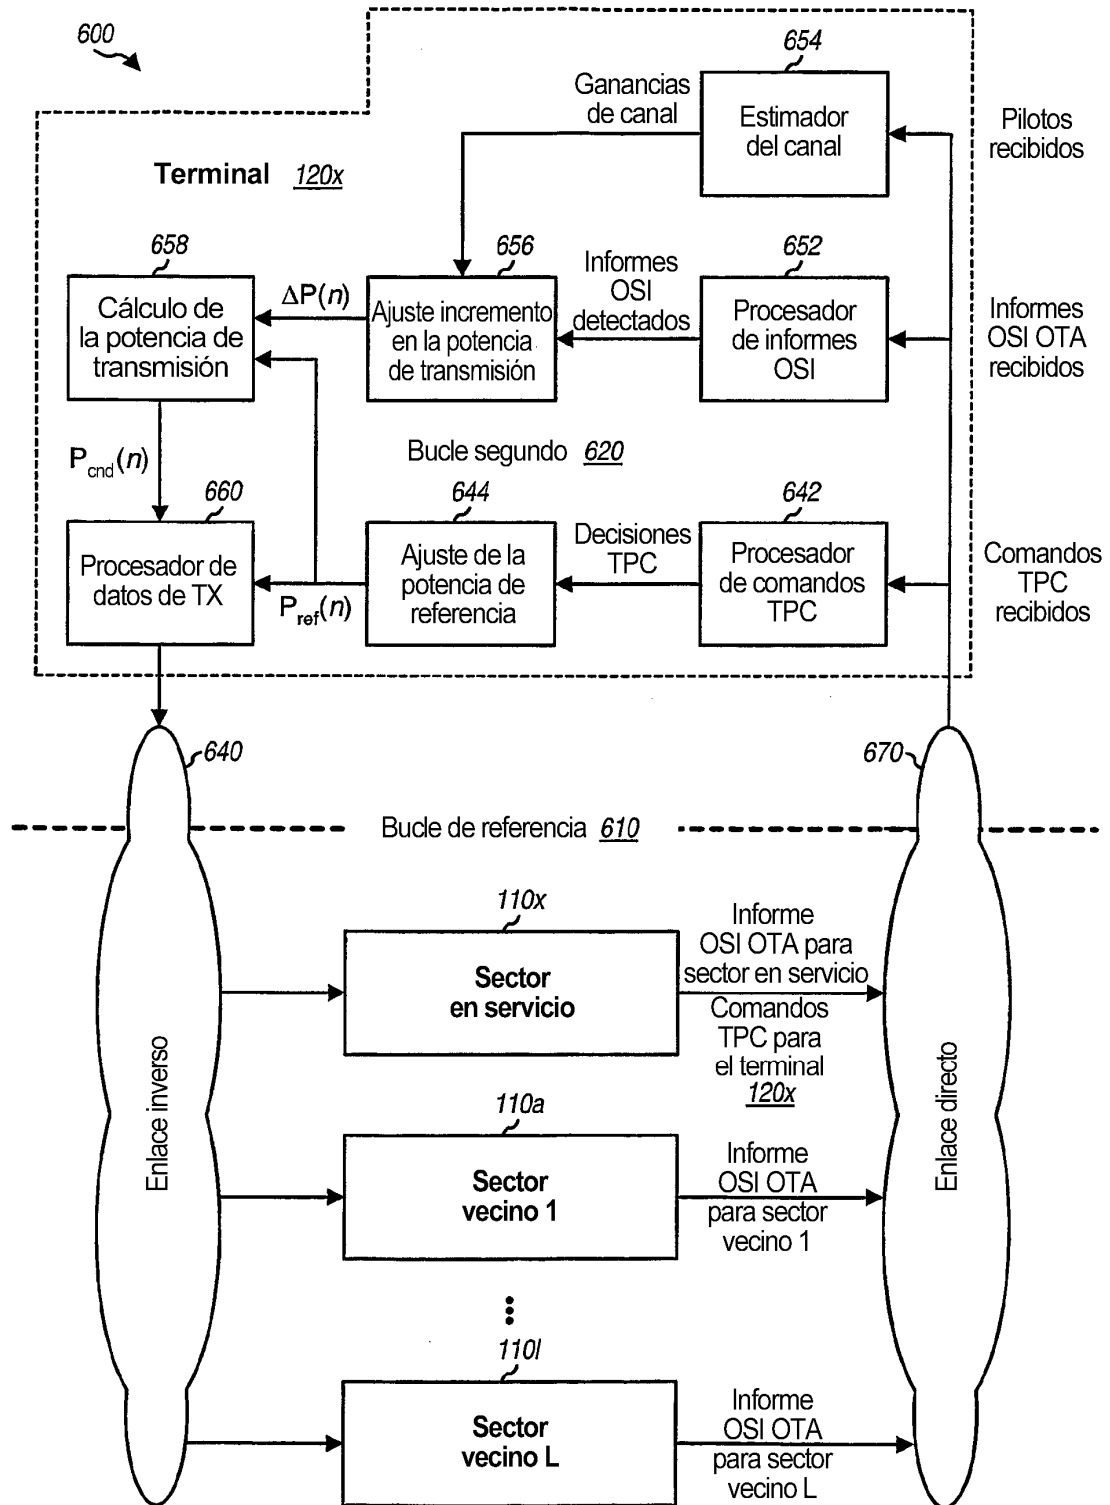 600
654
Ganancias
de canal
Estimador
del canal
Pilotos
recibidos
Terminal 120x
658
656
Informes
OSI
detectados
652
Cálculo de
la potencia de
transmisión
ΔP(n)
Ajuste incremento
en la potencia
de transmisión
Procesador
de informes
OSI
Informes
OSI OTA
recibidos
Pcnd(n)
Bucle segundo 620
660
644
Decisiones
TPC
642
Procesador de
datos de TX
Pref(n)
Ajuste de la
potencia de
referencia
Procesador
de comandos
TPC
Comandos
TPC
recibidos
640
670
Bucle de referencia 610
110x
Sector
en servicio
Informe
OSI OTA para
sector en servicio
Comandos
TPC para
el terminal
120x
Enlace inverso
Enlace directo
110a
Sector
vecino 1
Informe
OSI OTA
para sector
vecino 1
110l
Sector
vecino L
Informe
OSI OTA
para sector
vecino L